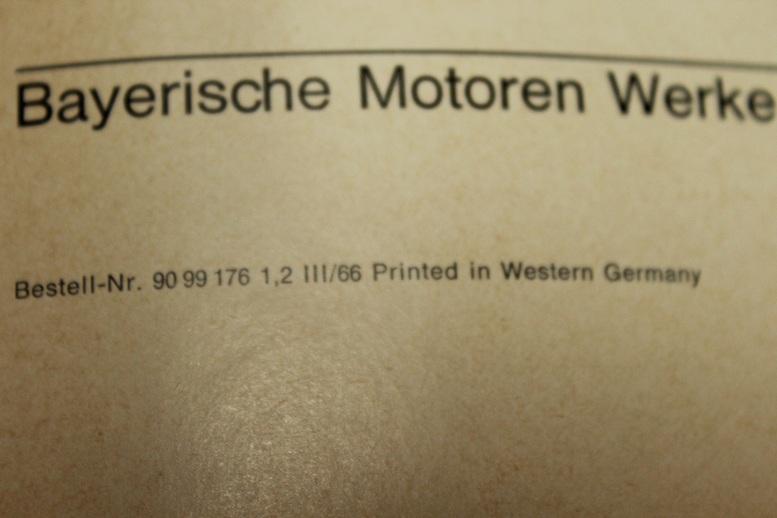 Bayerische Motoren Werke
Bestell-Nr. 90 99 176 1,2 III/66 Printed in Western Germany